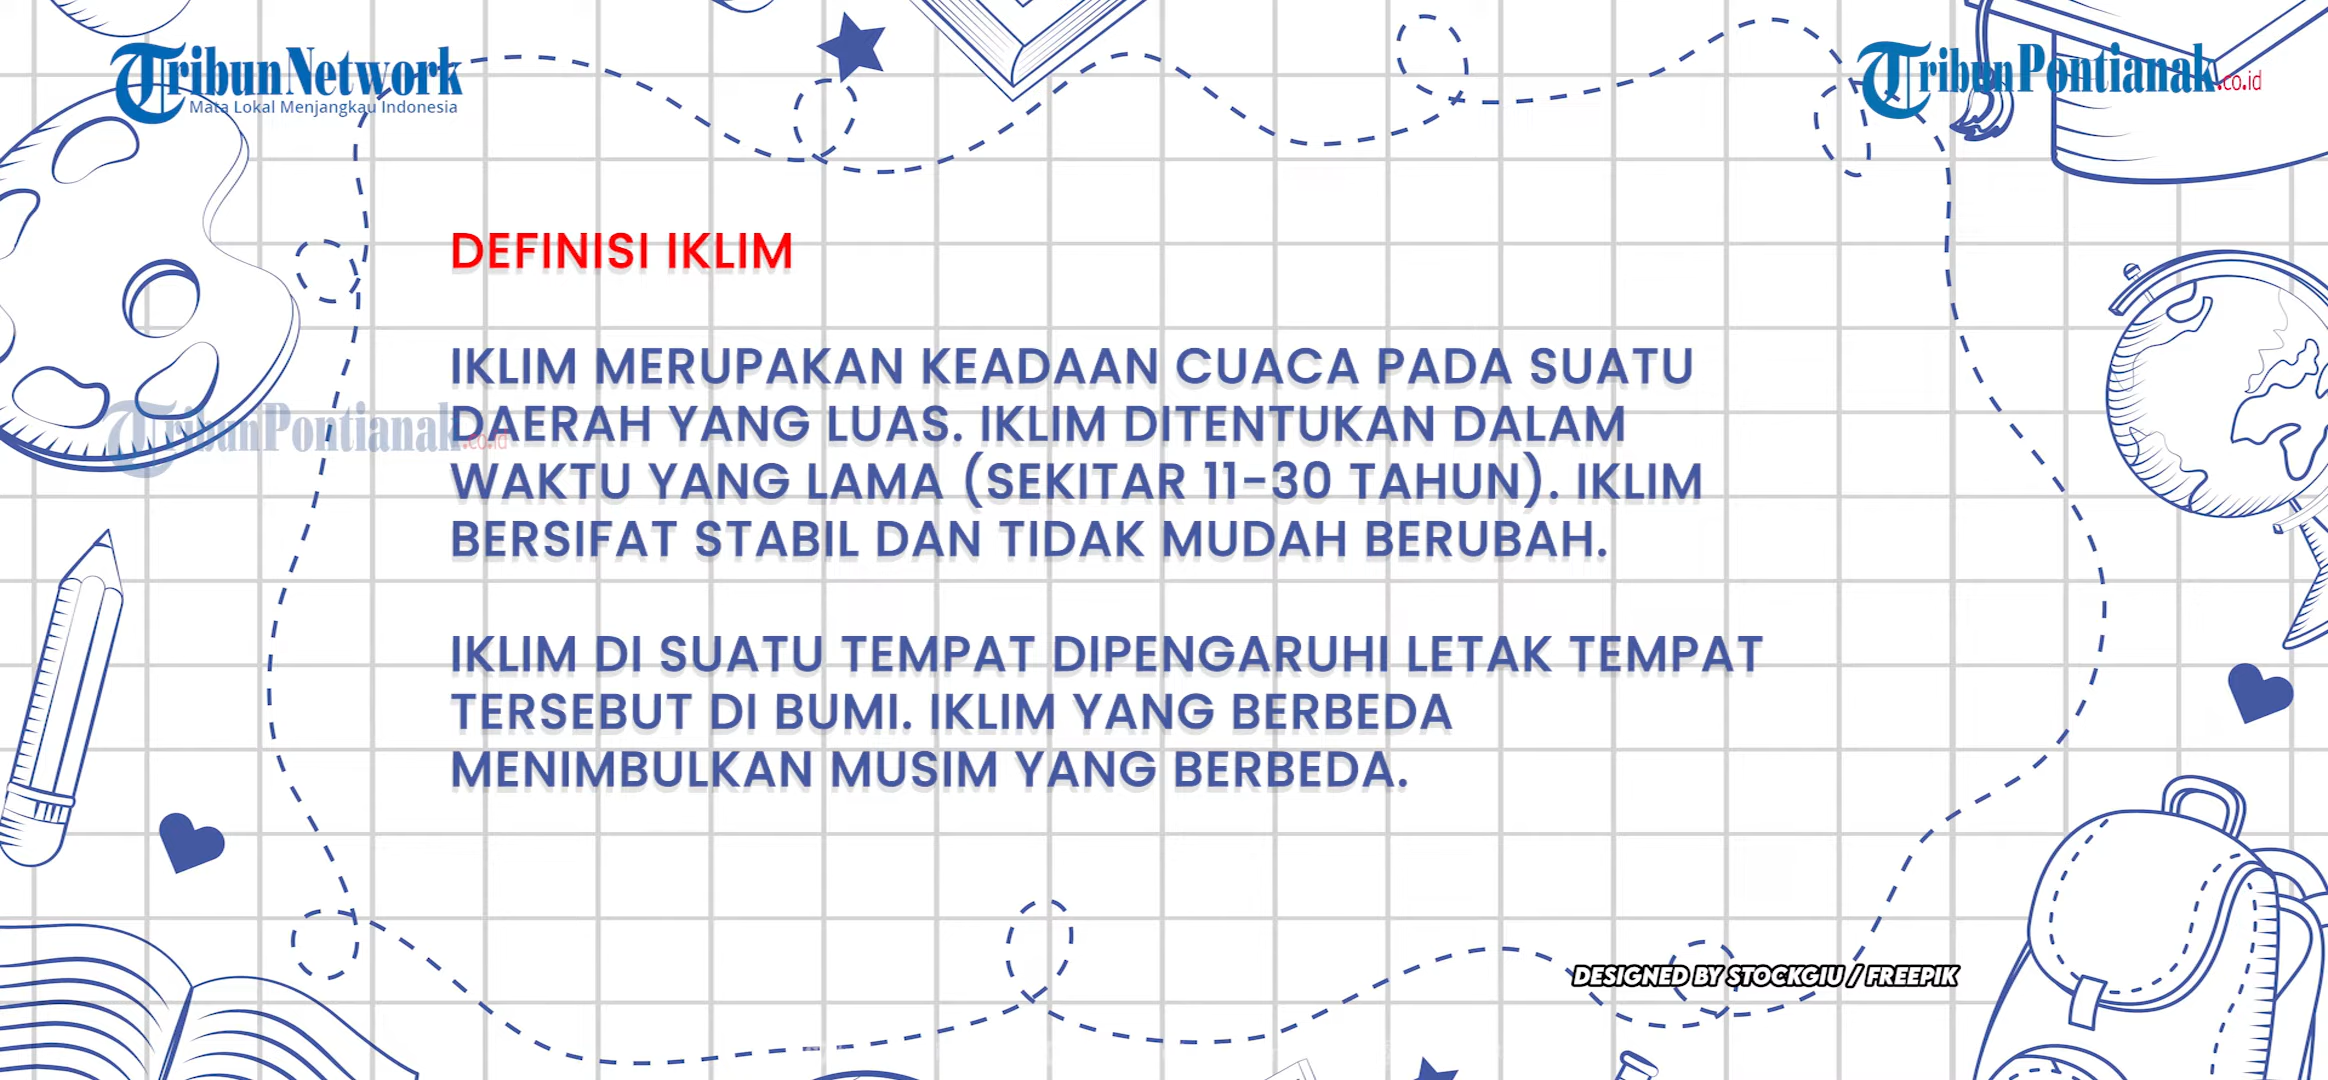 TribunNetwork
Mata Lokal Menjangkau Indonesia
TribunPontianak.co.id
DEFINISI IKLIM
IKLIM MERUPAKAN KEADAAN CUACA PADA SUATU
DAERAH YANG LUAS. IKLIM DITENTUKAN DALAM
TribunPontianak.co.id
WAKTU YANG LAMA (SEKITAR 11-30 TAHUN). IKLIM
BERSIFAT STABIL DAN TIDAK MUDAH BERUBAH.
IKLIM DI SUATU TEMPAT DIPENGARUHI LETAK TEMPAT
TERSEBUT DI BUMI. IKLIM YANG BERBEDA
MENIMBULKAN MUSIM YANG BERBEDA.
DESIGNED BY STOCKGIU / FREEPIK